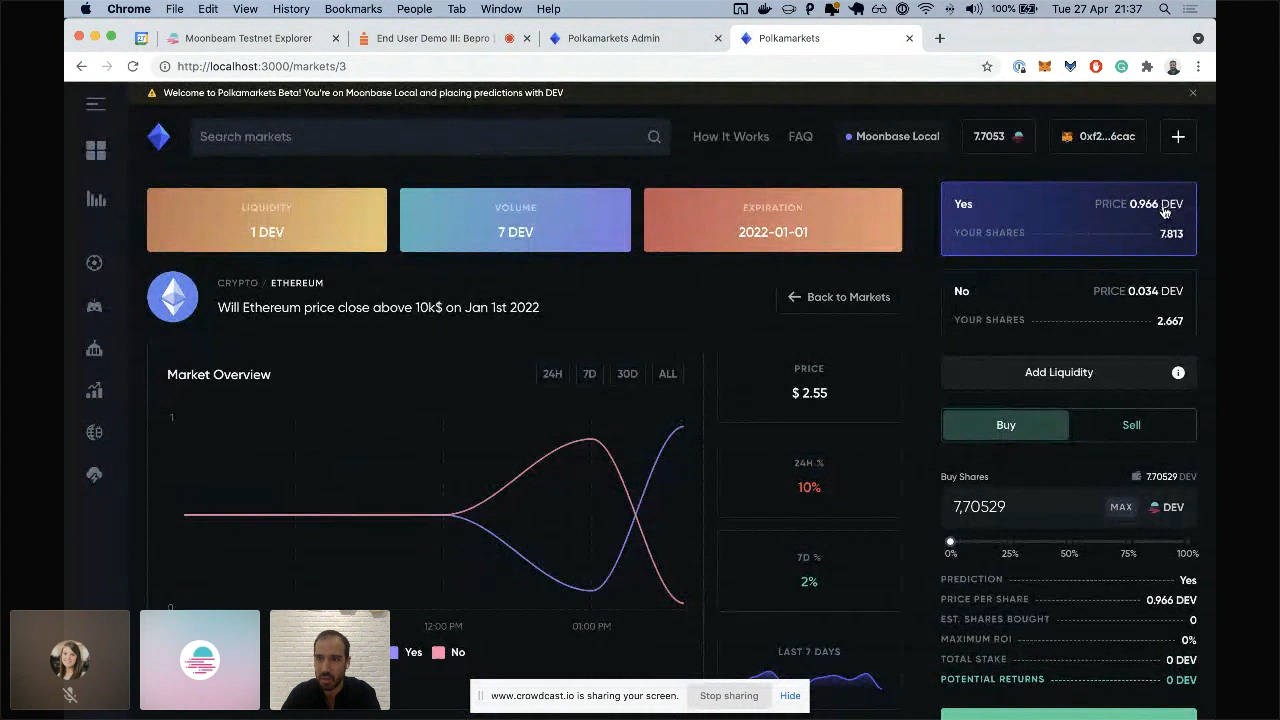 Chrome File Edit View History Bookmarks People Tab Window Help 100% Tue 27 Apr 21:37
Moonbeam Testnet Explorer
End User Demo III: Bepro
Polkamarkets Admin
Polkamarkets
http://localhost:3000/markets/3
Welcome to Polkamarkets Beta! You're on Moonbase Local and placing predictions with DEV
Search markets
How It Works
FAQ
Moonbase Local
7.7053
0xf2...6cac
LIQUIDITY
1 DEV
VOLUME
7 DEV
EXPIRATION
2022-01-01
Yes PRICE 0.966 DEV
YOUR SHARES 7.813
CRYPTO / ETHEREUM
Will Ethereum price close above 10k$ on Jan 1st 2022
Back to Markets
No PRICE 0.034 DEV
YOUR SHARES 2.667
Market Overview
24H 7D 30D ALL
1
0
12:00 PM 01:00 PM
Yes No
PRICE
$ 2.55
24H %
10%
7D %
2%
LAST 7 DAYS
Add Liquidity
Buy Sell
Buy Shares 7.70529 DEV
7,70529 MAX DEV
0% 25% 50% 75% 100%
PREDICTION Yes
PRICE PER SHARE 0.966 DEV
EST. SHARES BOUGHT 0
MAXIMUM ROI 0%
TOTAL STAKE 0 DEV
POTENTIAL RETURNS 0 DEV
www.crowdcast.io is sharing your screen. Stop sharing Hide